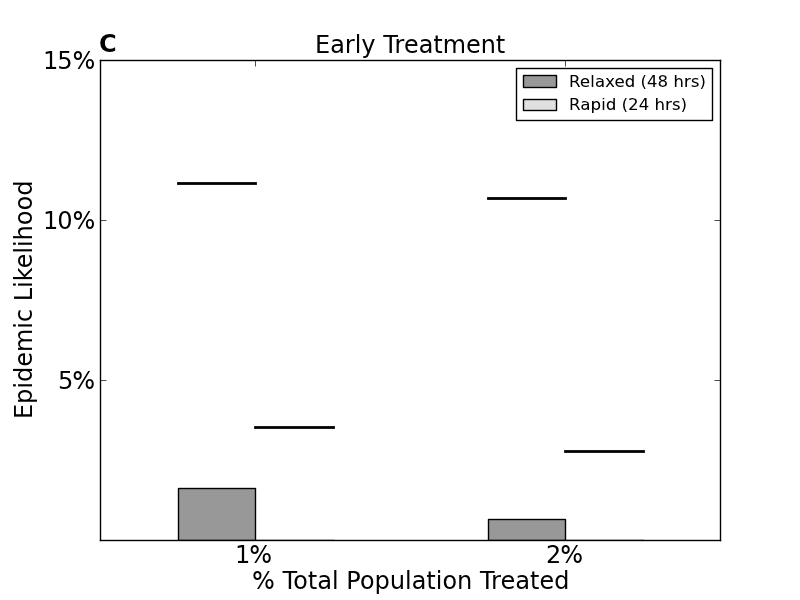 C
Early Treatment
15%
Relaxed (48 hrs)
Rapid (24 hrs)
10%
5%
Epidemic Likelihood
1%
2%
% Total Population Treated